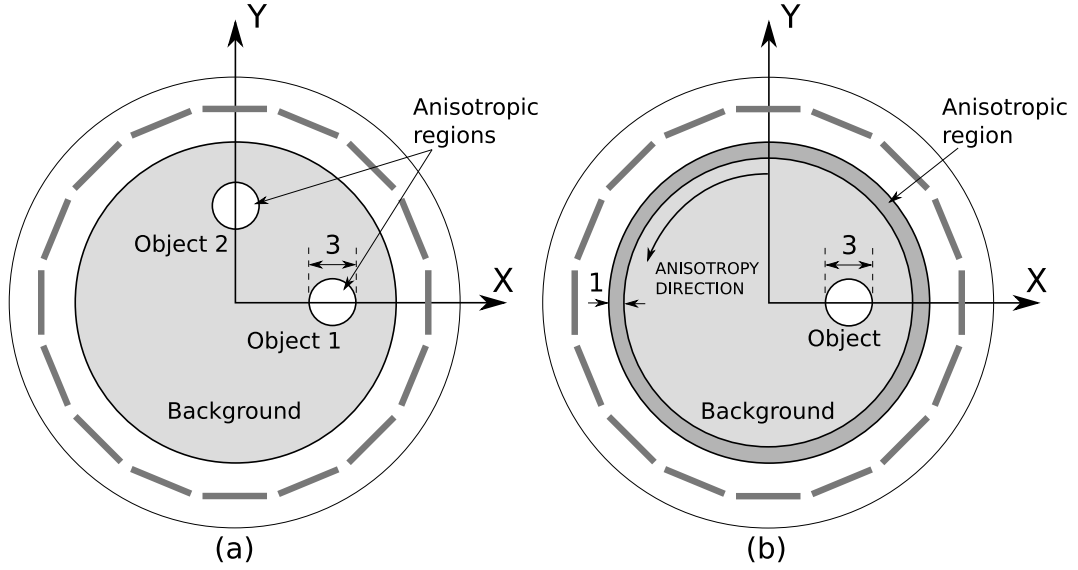 Y
Anisotropic
regions
Object 2
3
X
Object 1
Background
(a)
Y
Anisotropic
region
3
ANISOTROPY
DIRECTION
1
X
Object
Background
(b)